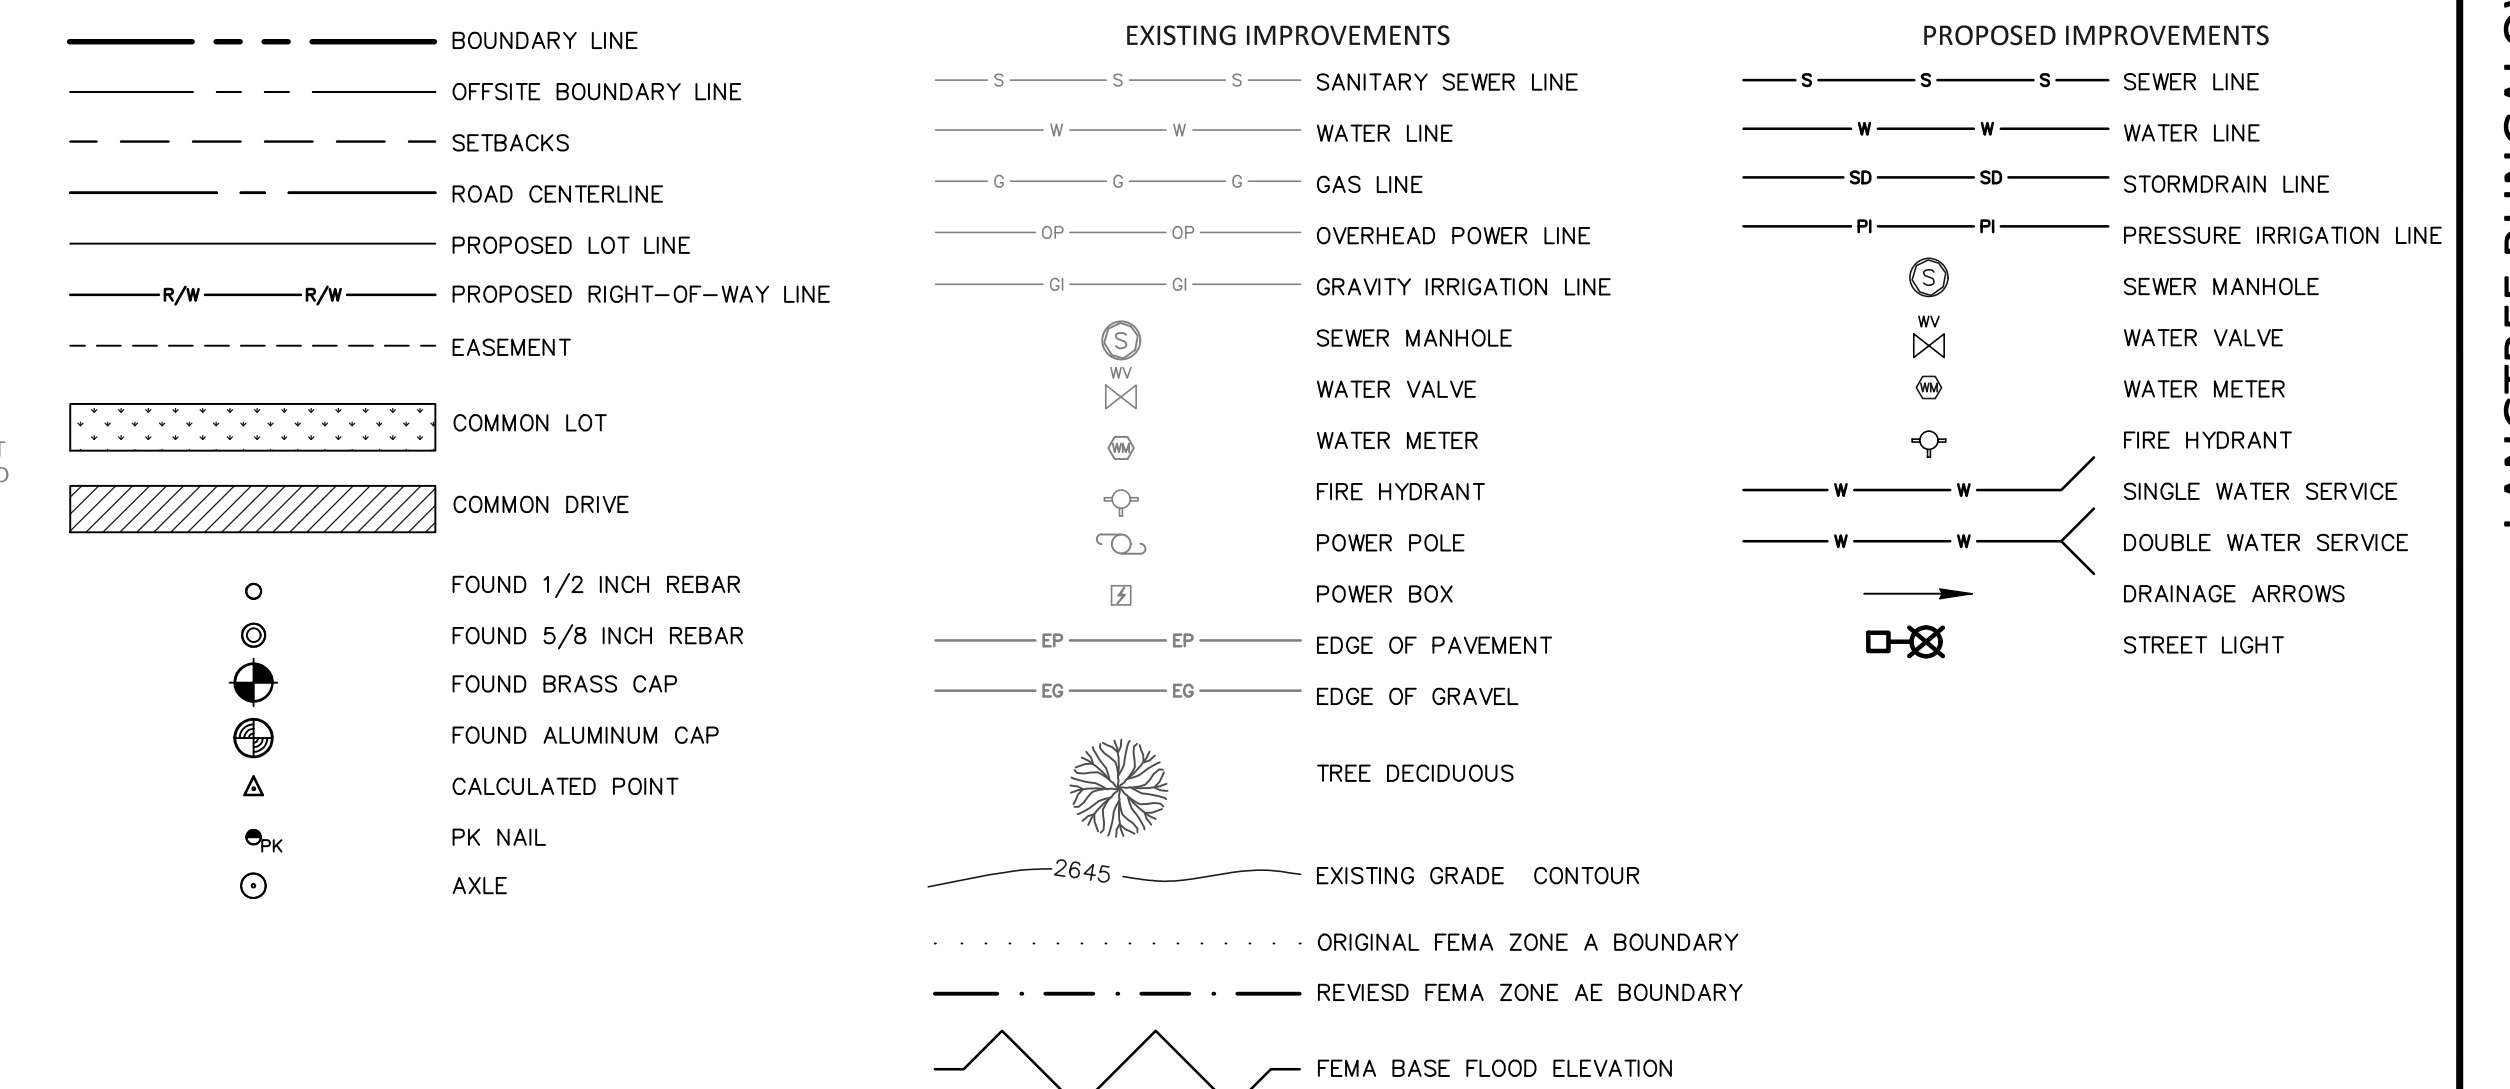 BOUNDARY LINE
OFFSITE BOUNDARY LINE
SETBACKS
ROAD CENTERLINE
PROPOSED LOT LINE
R/W R/W PROPOSED RIGHT-OF-WAY LINE
EASEMENT
COMMON LOT
COMMON DRIVE
FOUND 1/2 INCH REBAR
FOUND 5/8 INCH REBAR
FOUND BRASS CAP
FOUND ALUMINUM CAP
CALCULATED POINT
PK PK NAIL
AXLE
EXISTING IMPROVEMENTS
S S S SANITARY SEWER LINE
W W WATER LINE
G G G GAS LINE
OP OP OVERHEAD POWER LINE
GI GI GRAVITY IRRIGATION LINE
S SEWER MANHOLE
WV
WATER VALVE
WM WATER METER
FIRE HYDRANT
POWER POLE
POWER BOX
EP EP EDGE OF PAVEMENT
EG EG EDGE OF GRAVEL
TREE DECIDUOUS
2645 EXISTING GRADE CONTOUR
ORIGINAL FEMA ZONE A BOUNDARY
REVIESD FEMA ZONE AE BOUNDARY
FEMA BASE FLOOD ELEVATION
PROPOSED IMPROVEMENTS
S S S SEWER LINE
W W WATER LINE
SD SD STORMDRAIN LINE
PI PI PRESSURE IRRIGATION LINE
S SEWER MANHOLE
WV
WATER VALVE
WM WATER METER
FIRE HYDRANT
W W SINGLE WATER SERVICE
W W DOUBLE WATER SERVICE
DRAINAGE ARROWS
STREET LIGHT